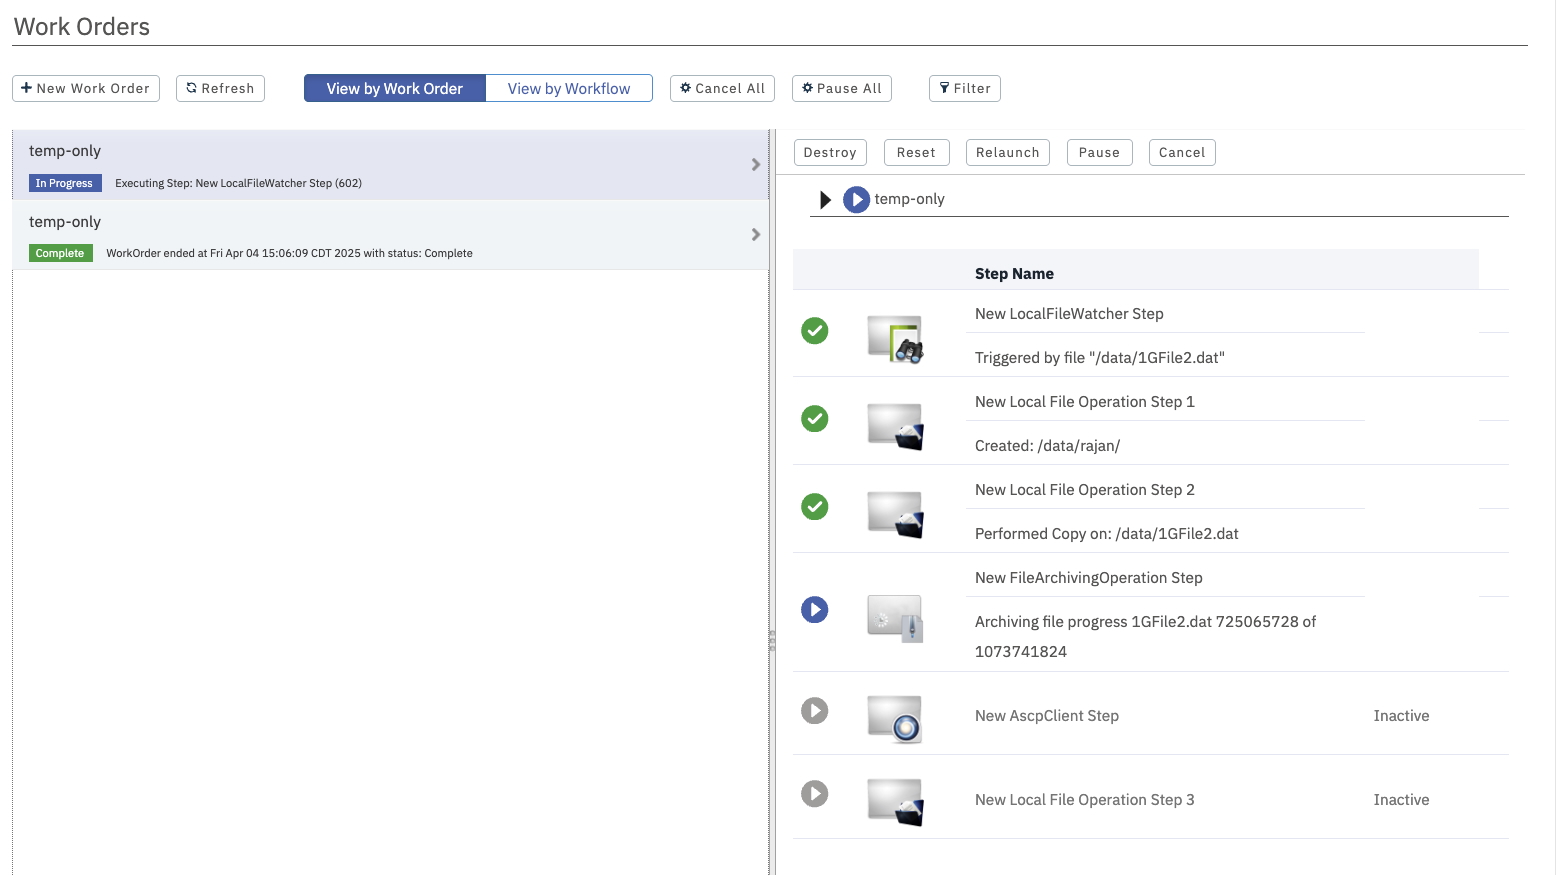 Work Orders
New Work Order
Refresh
View by Work Order
View by Workflow
Cancel All
Pause All
Filter
temp-only
In Progress
Executing Step: New LocalFileWatcher Step (602)
temp-only
Complete
WorkOrder ended at Fri Apr 04 15:06:09 CDT 2025 with status: Complete
Destroy
Reset
Relaunch
Pause
Cancel
temp-only
Step Name
New LocalFileWatcher Step
Triggered by file "/data/1GFile2.dat"
New Local File Operation Step 1
Created: /data/rajan/
New Local File Operation Step 2
Performed Copy on: /data/1GFile2.dat
New FileArchivingOperation Step
Archiving file progress 1GFile2.dat 725065728 of
1073741824
New AscpClient Step
Inactive
New Local File Operation Step 3
Inactive